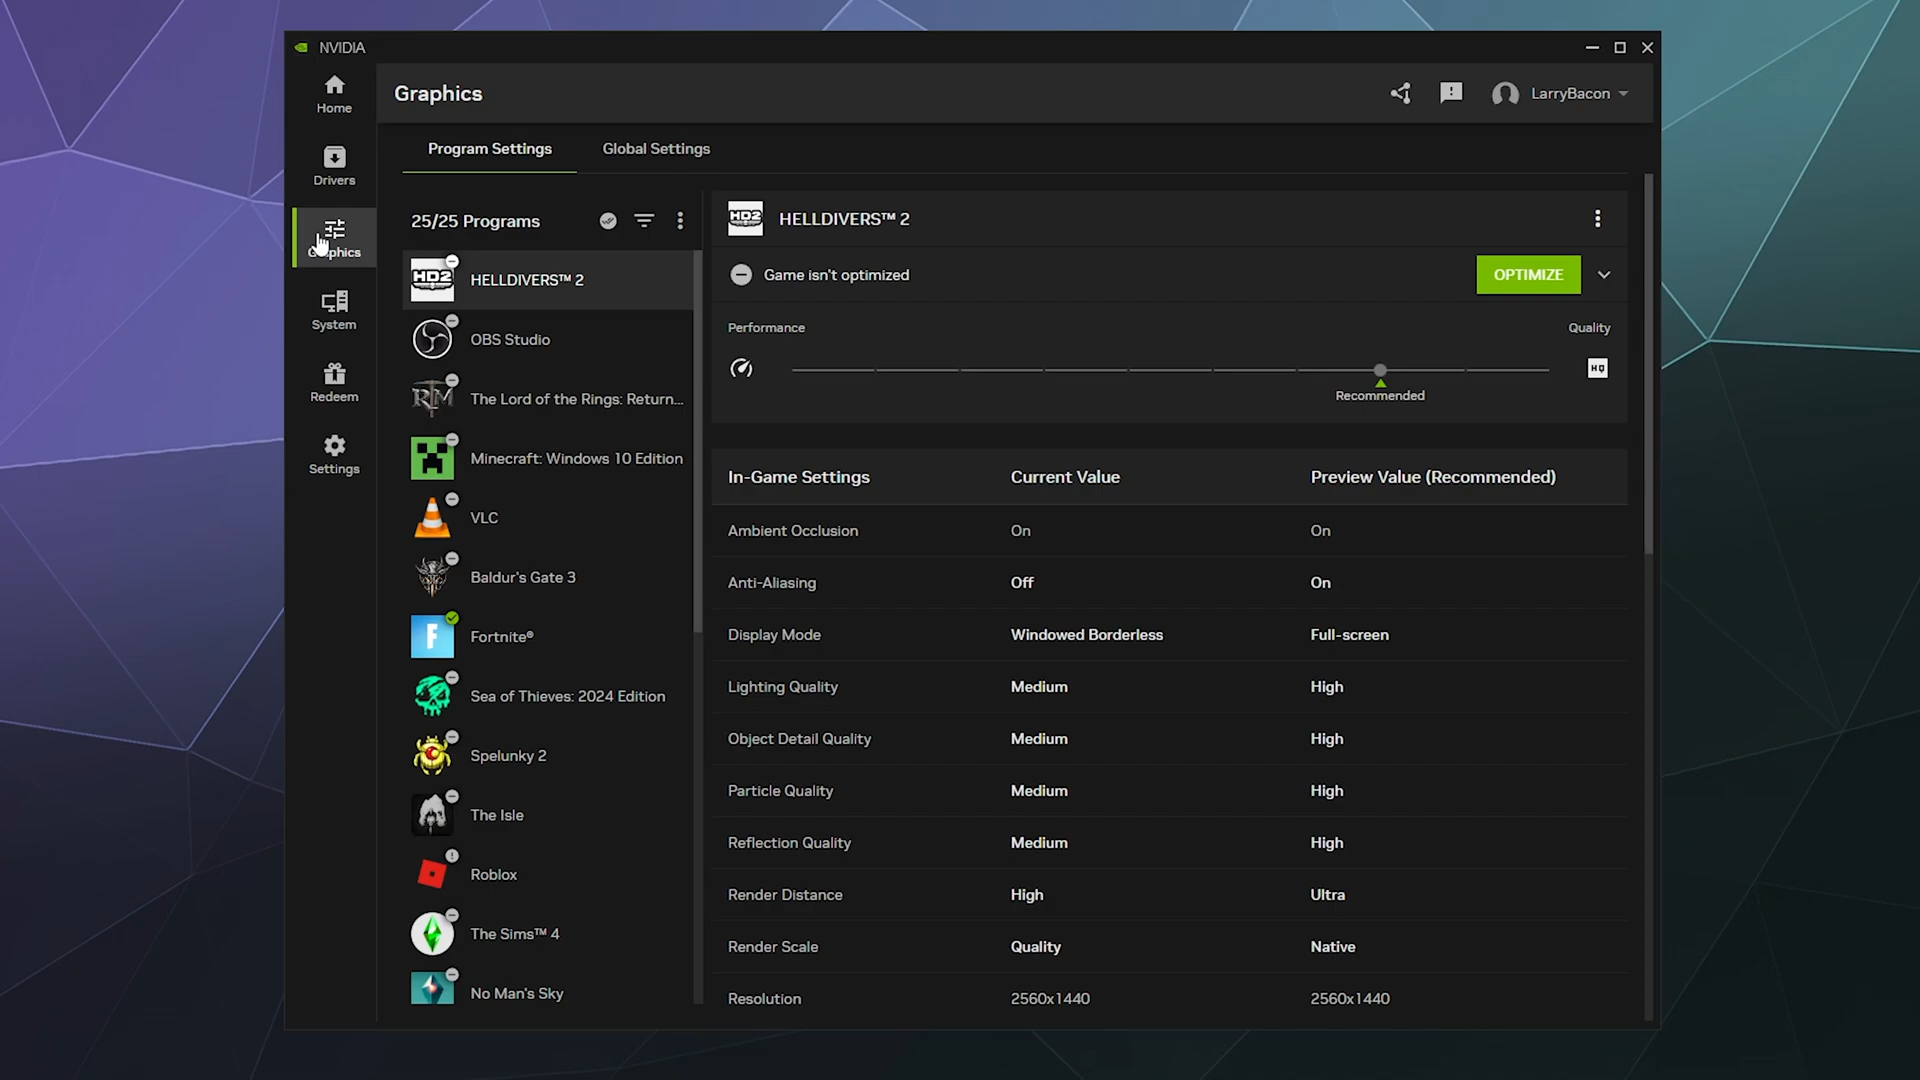 NVIDIA
Home
Drivers
Graphics
System
Redeem
Settings
Graphics
LarryBacon
Program Settings
Global Settings
25/25 Programs
HD2
HELLDIVERS™ 2
OBS Studio
The Lord of the Rings: Return...
Minecraft: Windows 10 Edition
VLC
Baldur's Gate 3
Fortnite®
Sea of Thieves: 2024 Edition
Spelunky 2
The Isle
Roblox
The Sims™ 4
No Man's Sky
HD2
HELLDIVERS™ 2
Game isn't optimized
OPTIMIZE
Performance
Quality
HQ
Recommended
In-Game Settings Current Value Preview Value (Recommended)
Ambient Occlusion On On
Anti-Aliasing Off On
Display Mode Windowed Borderless Full-screen
Lighting Quality Medium High
Object Detail Quality Medium High
Particle Quality Medium High
Reflection Quality Medium High
Render Distance High Ultra
Render Scale Quality Native
Resolution 2560x1440 2560x1440